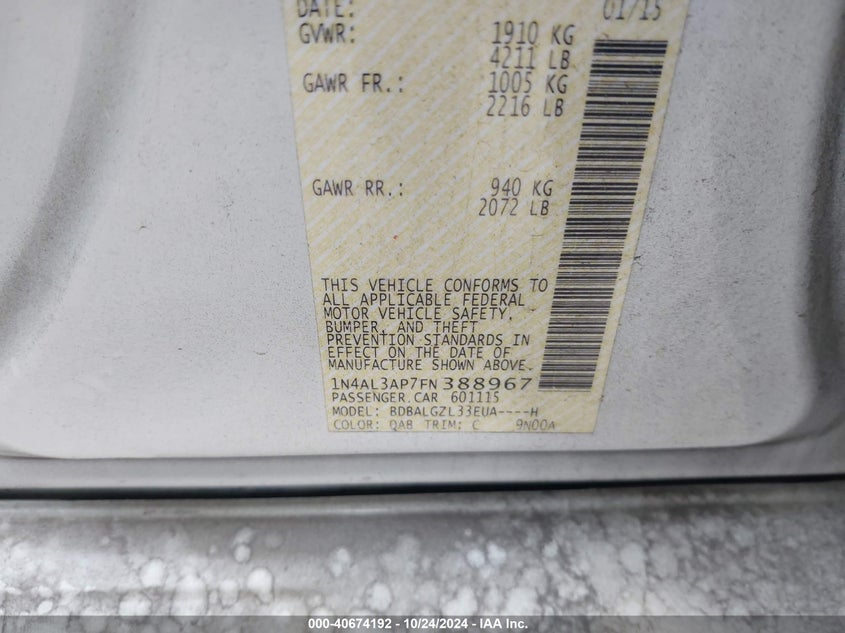 DATE: 01/15
GVWR: 1910 KG
4211 LB
GAWR FR.: 1005 KG
2216 LB
GAWR RR.: 940 KG
2072 LB
THIS VEHICLE CONFORMS TO
ALL APPLICABLE FEDERAL
MOTOR VEHICLE SAFETY,
BUMPER, AND THEFT
PREVENTION STANDARDS IN
EFFECT ON THE DATE OF
MANUFACTURE SHOWN ABOVE.
1N4AL3AP7FN388967
PASSENGER CAR 601115
MODEL: BDBALGZL33EUA----H
COLOR: QAB TRIM: C 9N00A
000-40674192 - 10/24/2024 - IAA Inc.